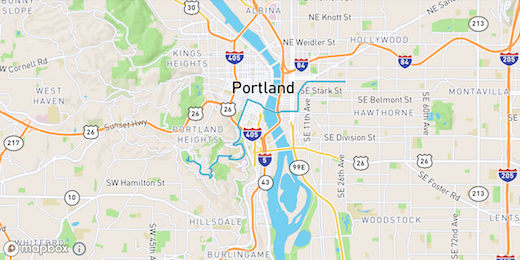 BUNNY
SLOPE
30
ALBINA
NE Knott St
213
KINGS
HEIGHTS
NE Weidler St
HOLLYWOOD
W Cornell Rd
405
84
84
205
Portland
SE Stark St
WEST
HAVEN
26
MONTAVILLA
Sunset Hwy
26
26
SE Belmont St
HAWTHORNE
217
PORTLAND
HEIGHTS
405
SE 11th Ave
SE Division St
SE 60th Ave
5
26
SW Hamilton St
43
99E
SE 26th Ave
SE Foster Rd
205
10
213
HILLSDALE
WOODSTOCK
SW 45th Ave
SE 72nd Ave
LENTS
WHITFORD
BURLINGAME
mapbox